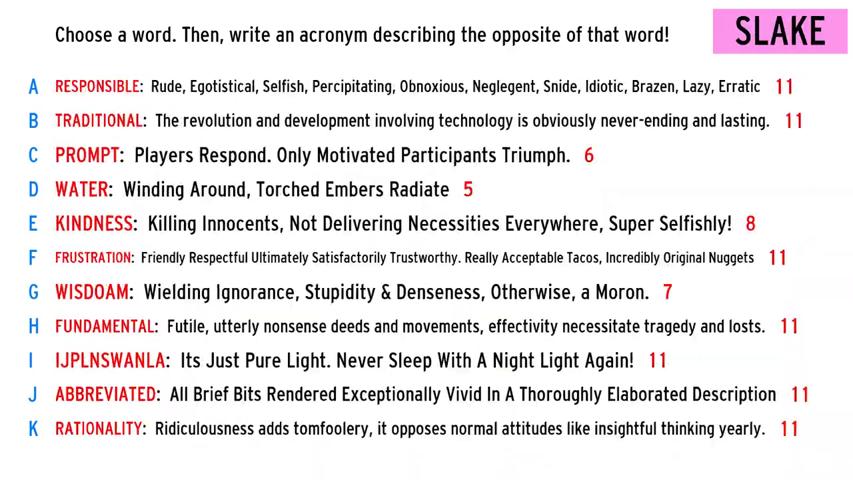 Choose a word. Then, write an acronym describing the opposite of that word!
SLAKE
A RESPONSIBLE: Rude, Egotistical, Selfish, Percipitating, Obnoxious, Neglegent, Snide, Idiotic, Brazen, Lazy, Erratic 11
B TRADITIONAL: The revolution and development involving technology is obviously never-ending and lasting. 11
C PROMPT: Players Respond. Only Motivated Participants Triumph. 6
D WATER: Winding Around, Torched Embers Radiate 5
E KINDNESS: Killing Innocents, Not Delivering Necessities Everywhere, Super Selfishly! 8
F FRUSTRATION: Friendly Respectful Ultimately Satisfactorily Trustworthy. Really Acceptable Tacos, Incredibly Original Nuggets 11
G WISDOAM: Wielding Ignorance, Stupidity & Denseness, Otherwise, a Moron. 7
H FUNDAMENTAL: Futile, utterly nonsense deeds and movements, effectivity necessitate tragedy and losts. 11
I IJPLNSWANLA: Its Just Pure Light. Never Sleep With A Night Light Again! 11
J ABBREVIATED: All Brief Bits Rendered Exceptionally Vivid In A Thoroughly Elaborated Description 11
K RATIONALITY: Ridiculousness adds tomfoolery, it opposes normal attitudes like insightful thinking yearly. 11